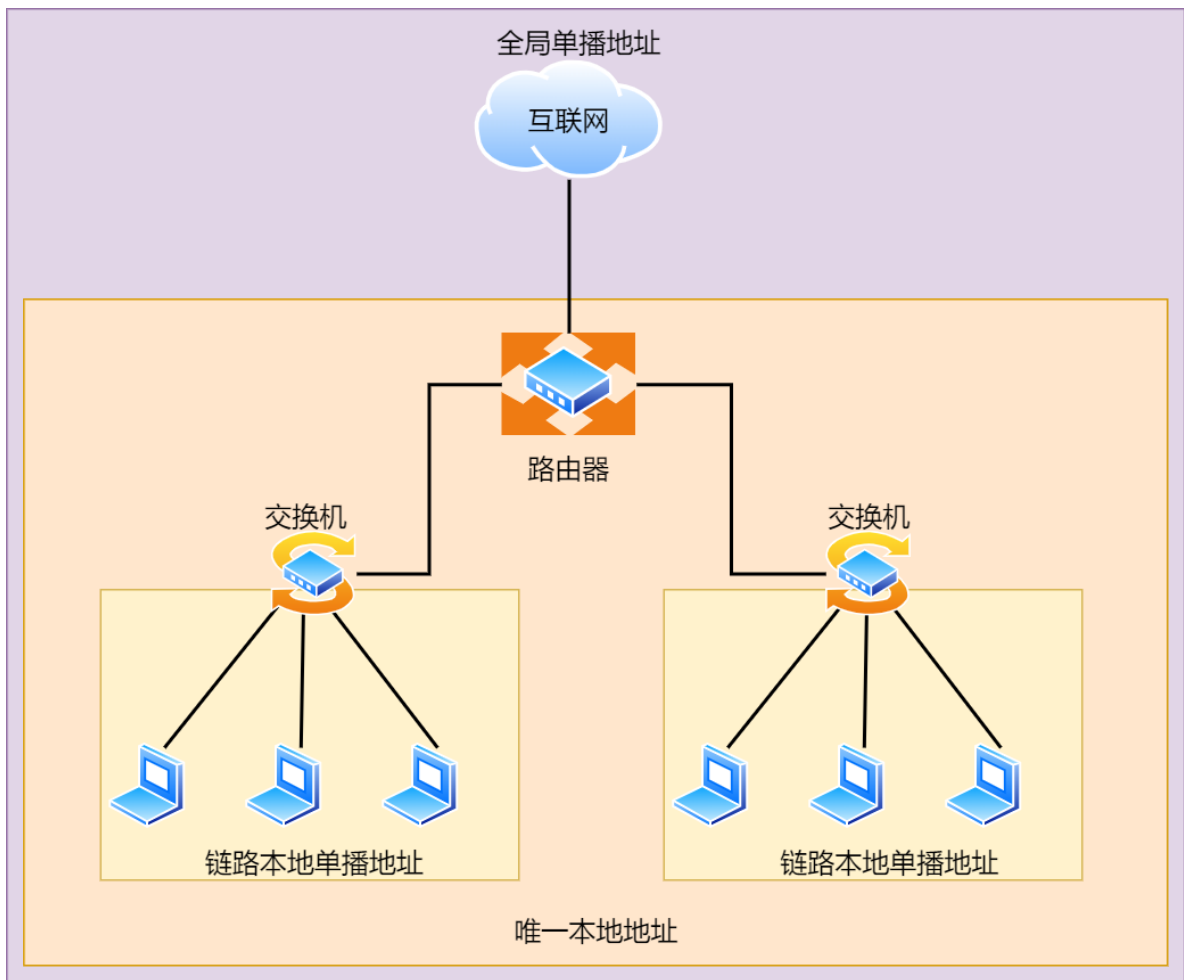 全局单播地址
互联网
路由器
交换机
交换机
链路本地单播地址
链路本地单播地址
唯一本地地址